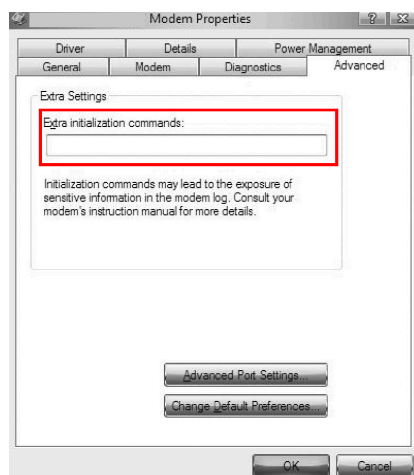 Modem Properties
Driver Details Power Management
General Modem Diagnostics Advanced
Extra Settings
Extra initialization commands:
Initialization commands may lead to the exposure of
sensitive information in the modem log. Consult your
modem's instruction manual for more details.
Advanced Port Settings...
Change Default Preferences...
OK Cancel